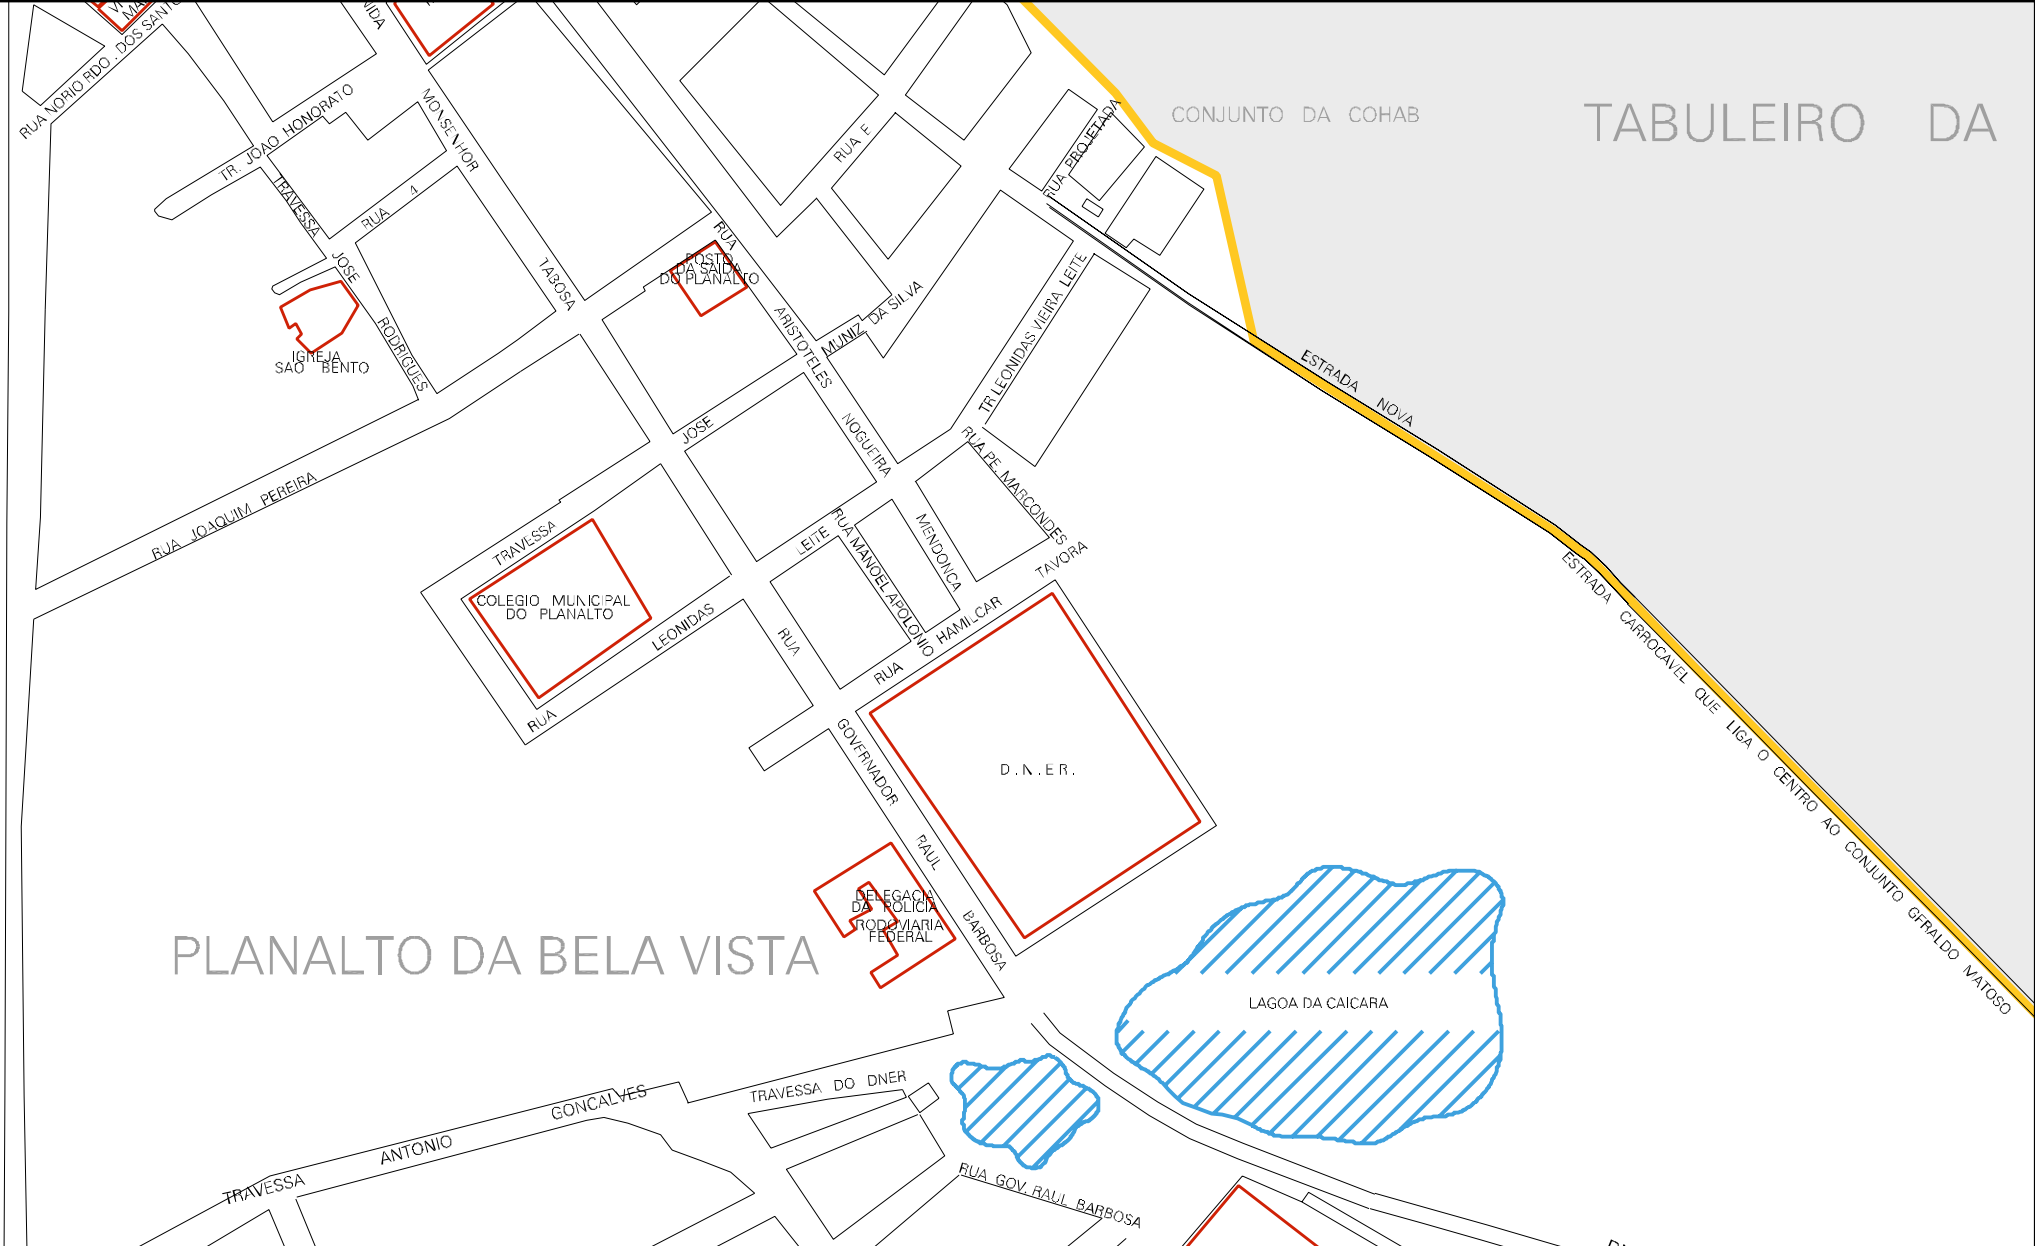 RUA NORIO RDO. DOS SANTOS
TR. JOAO HONORATO
MONSENHOR
TABOSA
TRAVESSA
JOSE
RODRIGUES
RUA 4
RUA E
RUA PROJETADA
CONJUNTO DA COHAB
TABULEIRO DA
POSTO
DA SAIDA
DO PLANALTO
RUA
ARISTOTELES
NOGUEIRA
MUNIZ DA SILVA
TR LEONIDAS VIEIRA LEITE
ESTRADA NOVA
IGREJA
SAO BENTO
RUA JOAQUIM PEREIRA
TRAVESSA
JOSE
RUA PE. MARCONDES
MENDONCA
LEITE
RUA MANOEL APOLONIO
COLEGIO MUNICIPAL
DO PLANALTO
RUA LEONIDAS
RUA
GOVERNADOR
RAUL
BARBOSA
RUA HAMILCAR TAVORA
D.N.ER.
ESTRADA CARROCAVEL QUE LIGA O CENTRO AO CONJUNTO GERALDO MATOSO
DELEGACIA
DA POLICIA
RODOVIARIA
FEDERAL
PLANALTO DA BELA VISTA
LAGOA DA CAICARA
TRAVESSA DO DNER
TRAVESSA ANTONIO GONCALVES
RUA GOV. RAUL BARBOSA